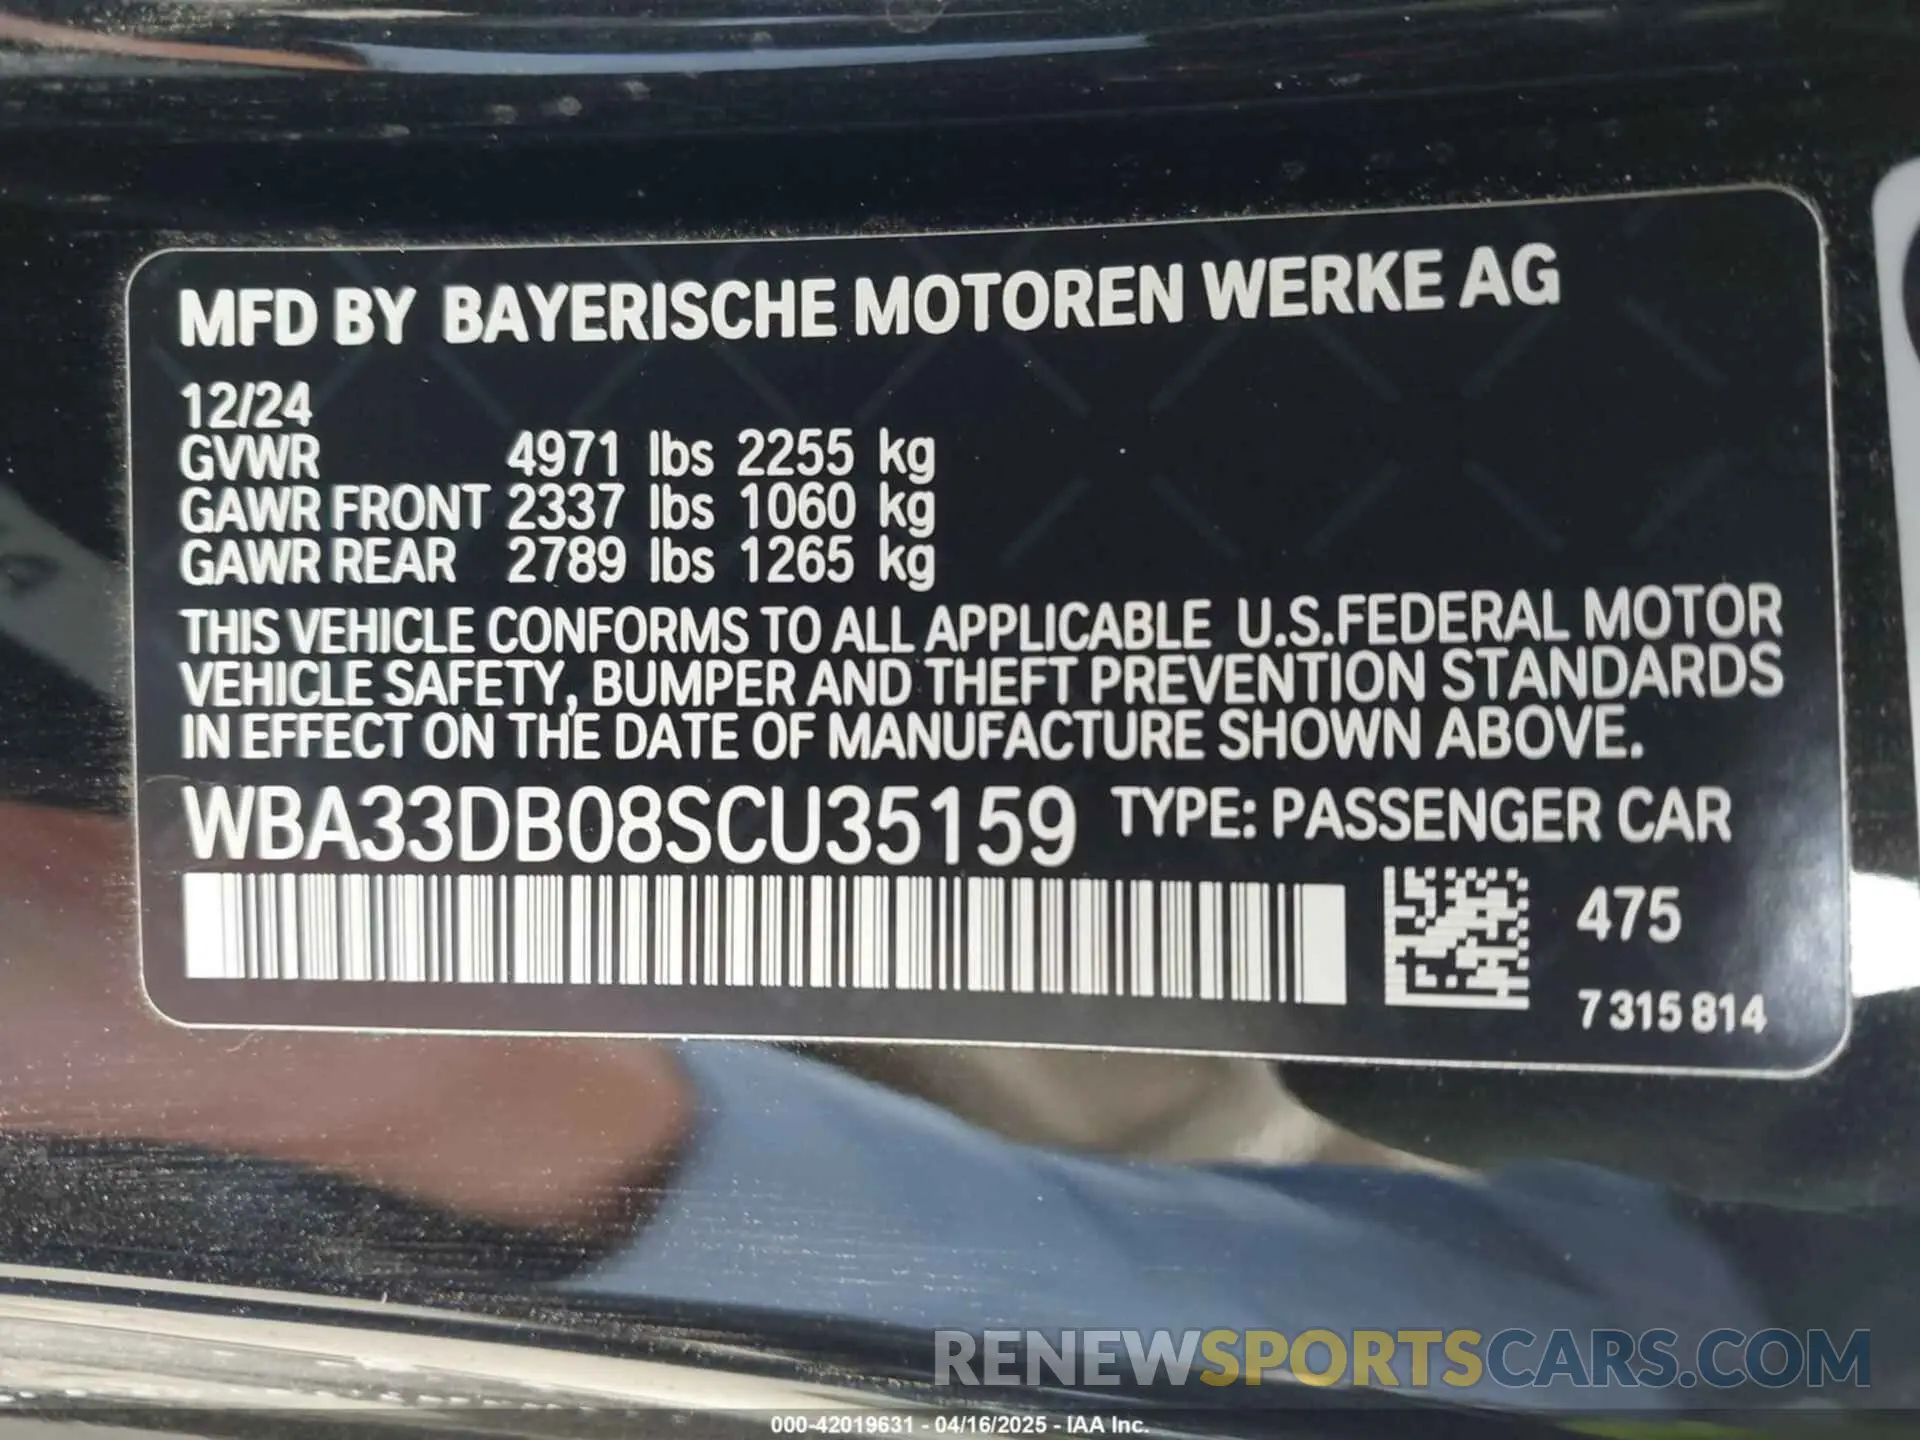 MFD BY BAYERISCHE MOTOREN WERKE AG
12/24
GVWR 4971 lbs 2255 kg
GAWR FRONT 2337 lbs 1060 kg
GAWR REAR 2789 lbs 1265 kg
THIS VEHICLE CONFORMS TO ALL APPLICABLE U.S.FEDERAL MOTOR
VEHICLE SAFETY, BUMPER AND THEFT PREVENTION STANDARDS
IN EFFECT ON THE DATE OF MANUFACTURE SHOWN ABOVE.
WBA33DB08SCU35159 TYPE: PASSENGER CAR
475
7 315 814
RENEWSPORTSCARS.COM
000-42019631 - 04/16/2025 - IAA Inc.